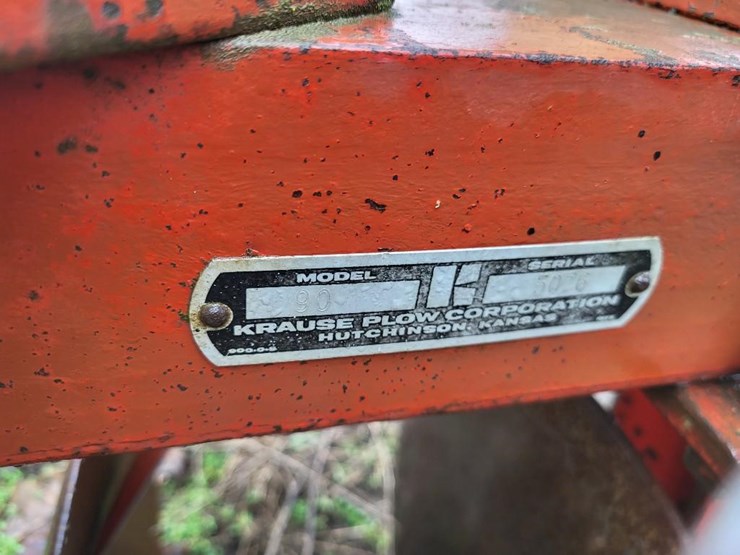 MODEL
K
SERIAL
KRAUSE PLOW CORPORATION
HUTCHINSON, KANSAS